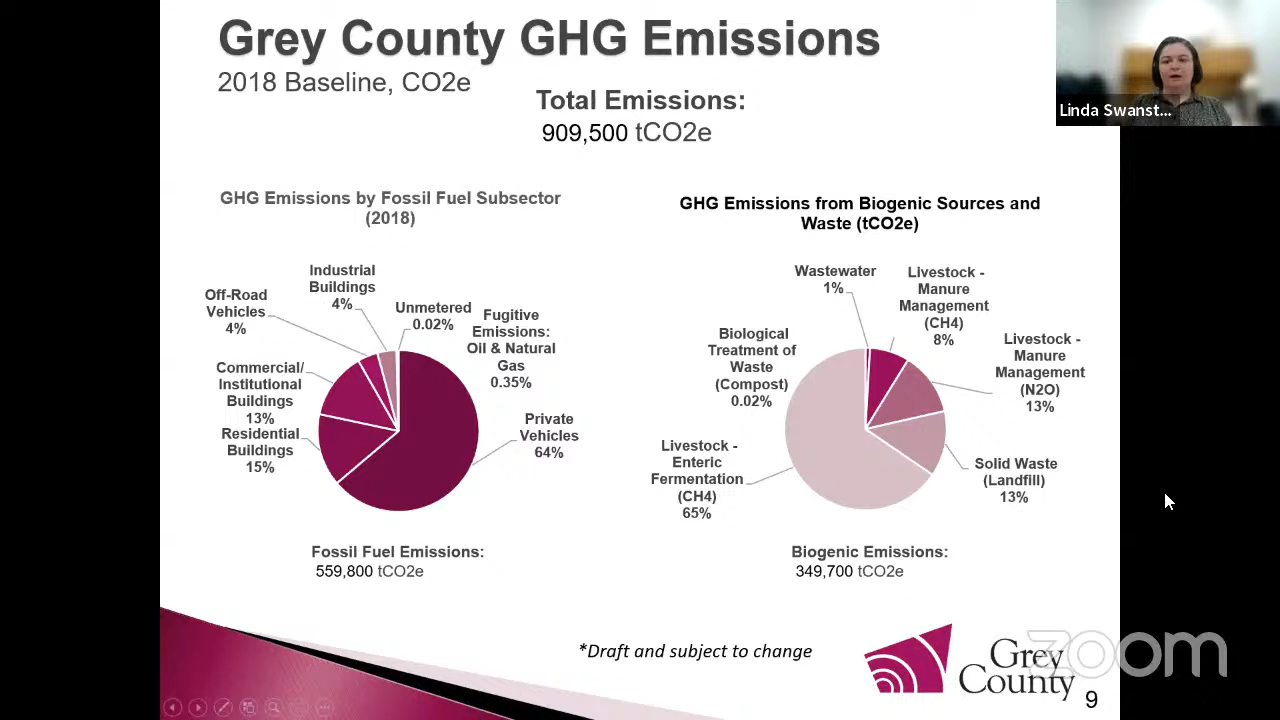 Grey County GHG Emissions
2018 Baseline, CO2e
Total Emissions:
909,500 tCO2e
Linda Swanst...
GHG Emissions by Fossil Fuel Subsector
(2018)
Industrial
Buildings
4%
Off-Road
Vehicles
4%
Unmetered
0.02%
Fugitive
Emissions:
Oil & Natural
Gas
0.35%
Commercial/
Institutional
Buildings
13%
Residential
Buildings
15%
Private
Vehicles
64%
Fossil Fuel Emissions:
559,800 tCO2e
GHG Emissions from Biogenic Sources and
Waste (tCO2e)
Wastewater
1%
Livestock -
Manure
Management
(CH4)
8%
Biological
Treatment of
Waste
(Compost)
0.02%
Livestock -
Manure
Management
(N2O)
13%
Livestock -
Enteric
Fermentation
(CH4)
65%
Solid Waste
(Landfill)
13%
Biogenic Emissions:
349,700 tCO2e
*Draft and subject to change
Grey
County
zoom
9